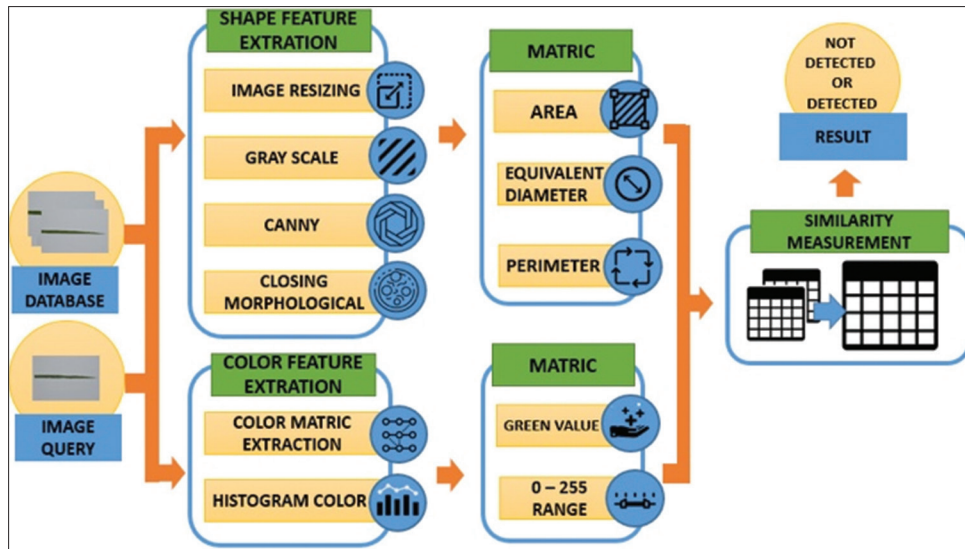 IMAGE
DATABASE
IMAGE
QUERY
SHAPE FEATURE
EXTRATION
IMAGE RESIZING
GRAY SCALE
CANNY
CLOSING
MORPHOLOGICAL
COLOR FEATURE
EXTRATION
COLOR MATRIC
EXTRACTION
HISTOGRAM COLOR
MATRIC
AREA
EQUIVALENT
DIAMETER
PERIMETER
MATRIC
GREEN VALUE
0 – 255
RANGE
NOT
DETECTED
OR
DETECTED
RESULT
SIMILARITY
MEASUREMENT